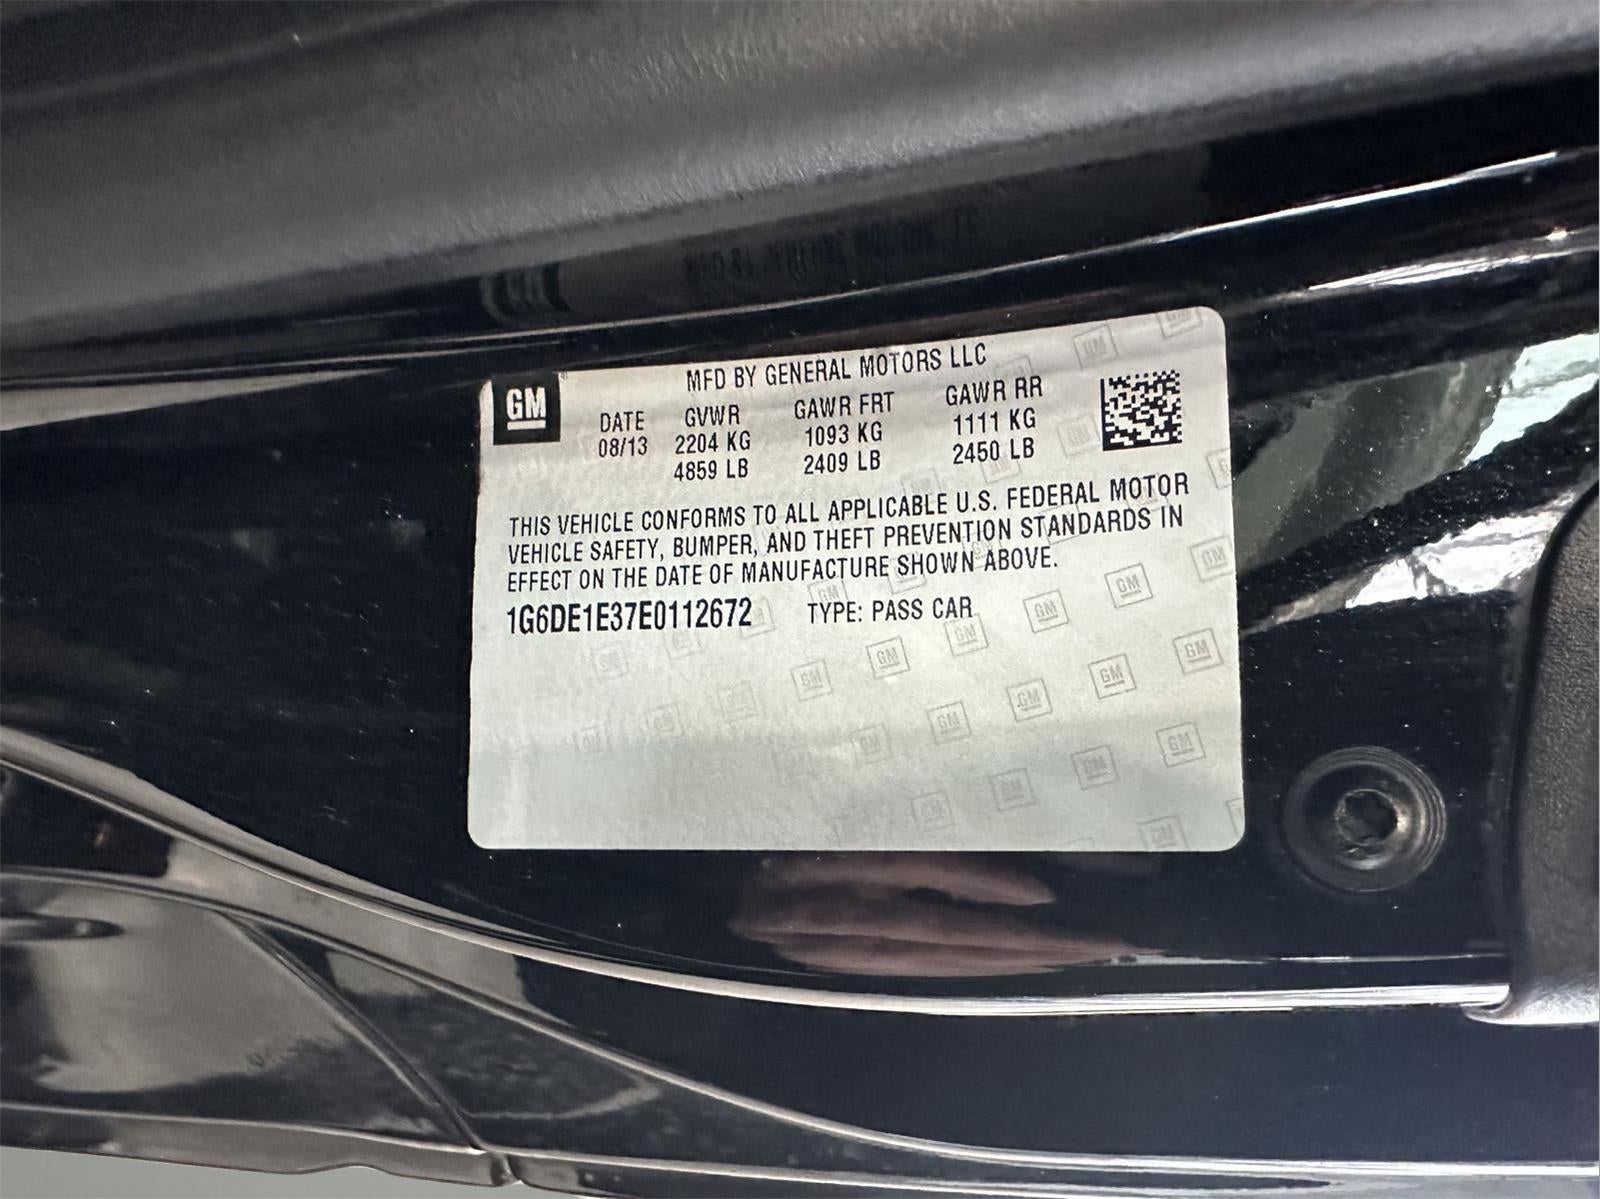 MFD BY GENERAL MOTORS LLC
GM
DATE GVWR GAWR FRT GAWR RR
08/13 2204 KG 1093 KG 1111 KG
4859 LB 2409 LB 2450 LB
THIS VEHICLE CONFORMS TO ALL APPLICABLE U.S. FEDERAL MOTOR
VEHICLE SAFETY, BUMPER, AND THEFT PREVENTION STANDARDS IN
EFFECT ON THE DATE OF MANUFACTURE SHOWN ABOVE.
1G6DE1E37E0112672 TYPE: PASS CAR